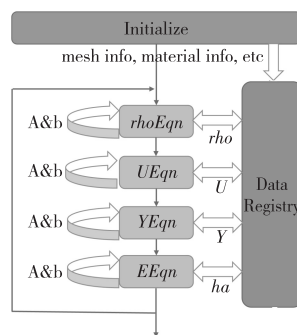 Initialize
mesh info, material info, etc
A&b
rhoEqn
rho
A&b
UEqn
U
Data
Registry
A&b
YEqn
Y
A&b
EEqn
ha